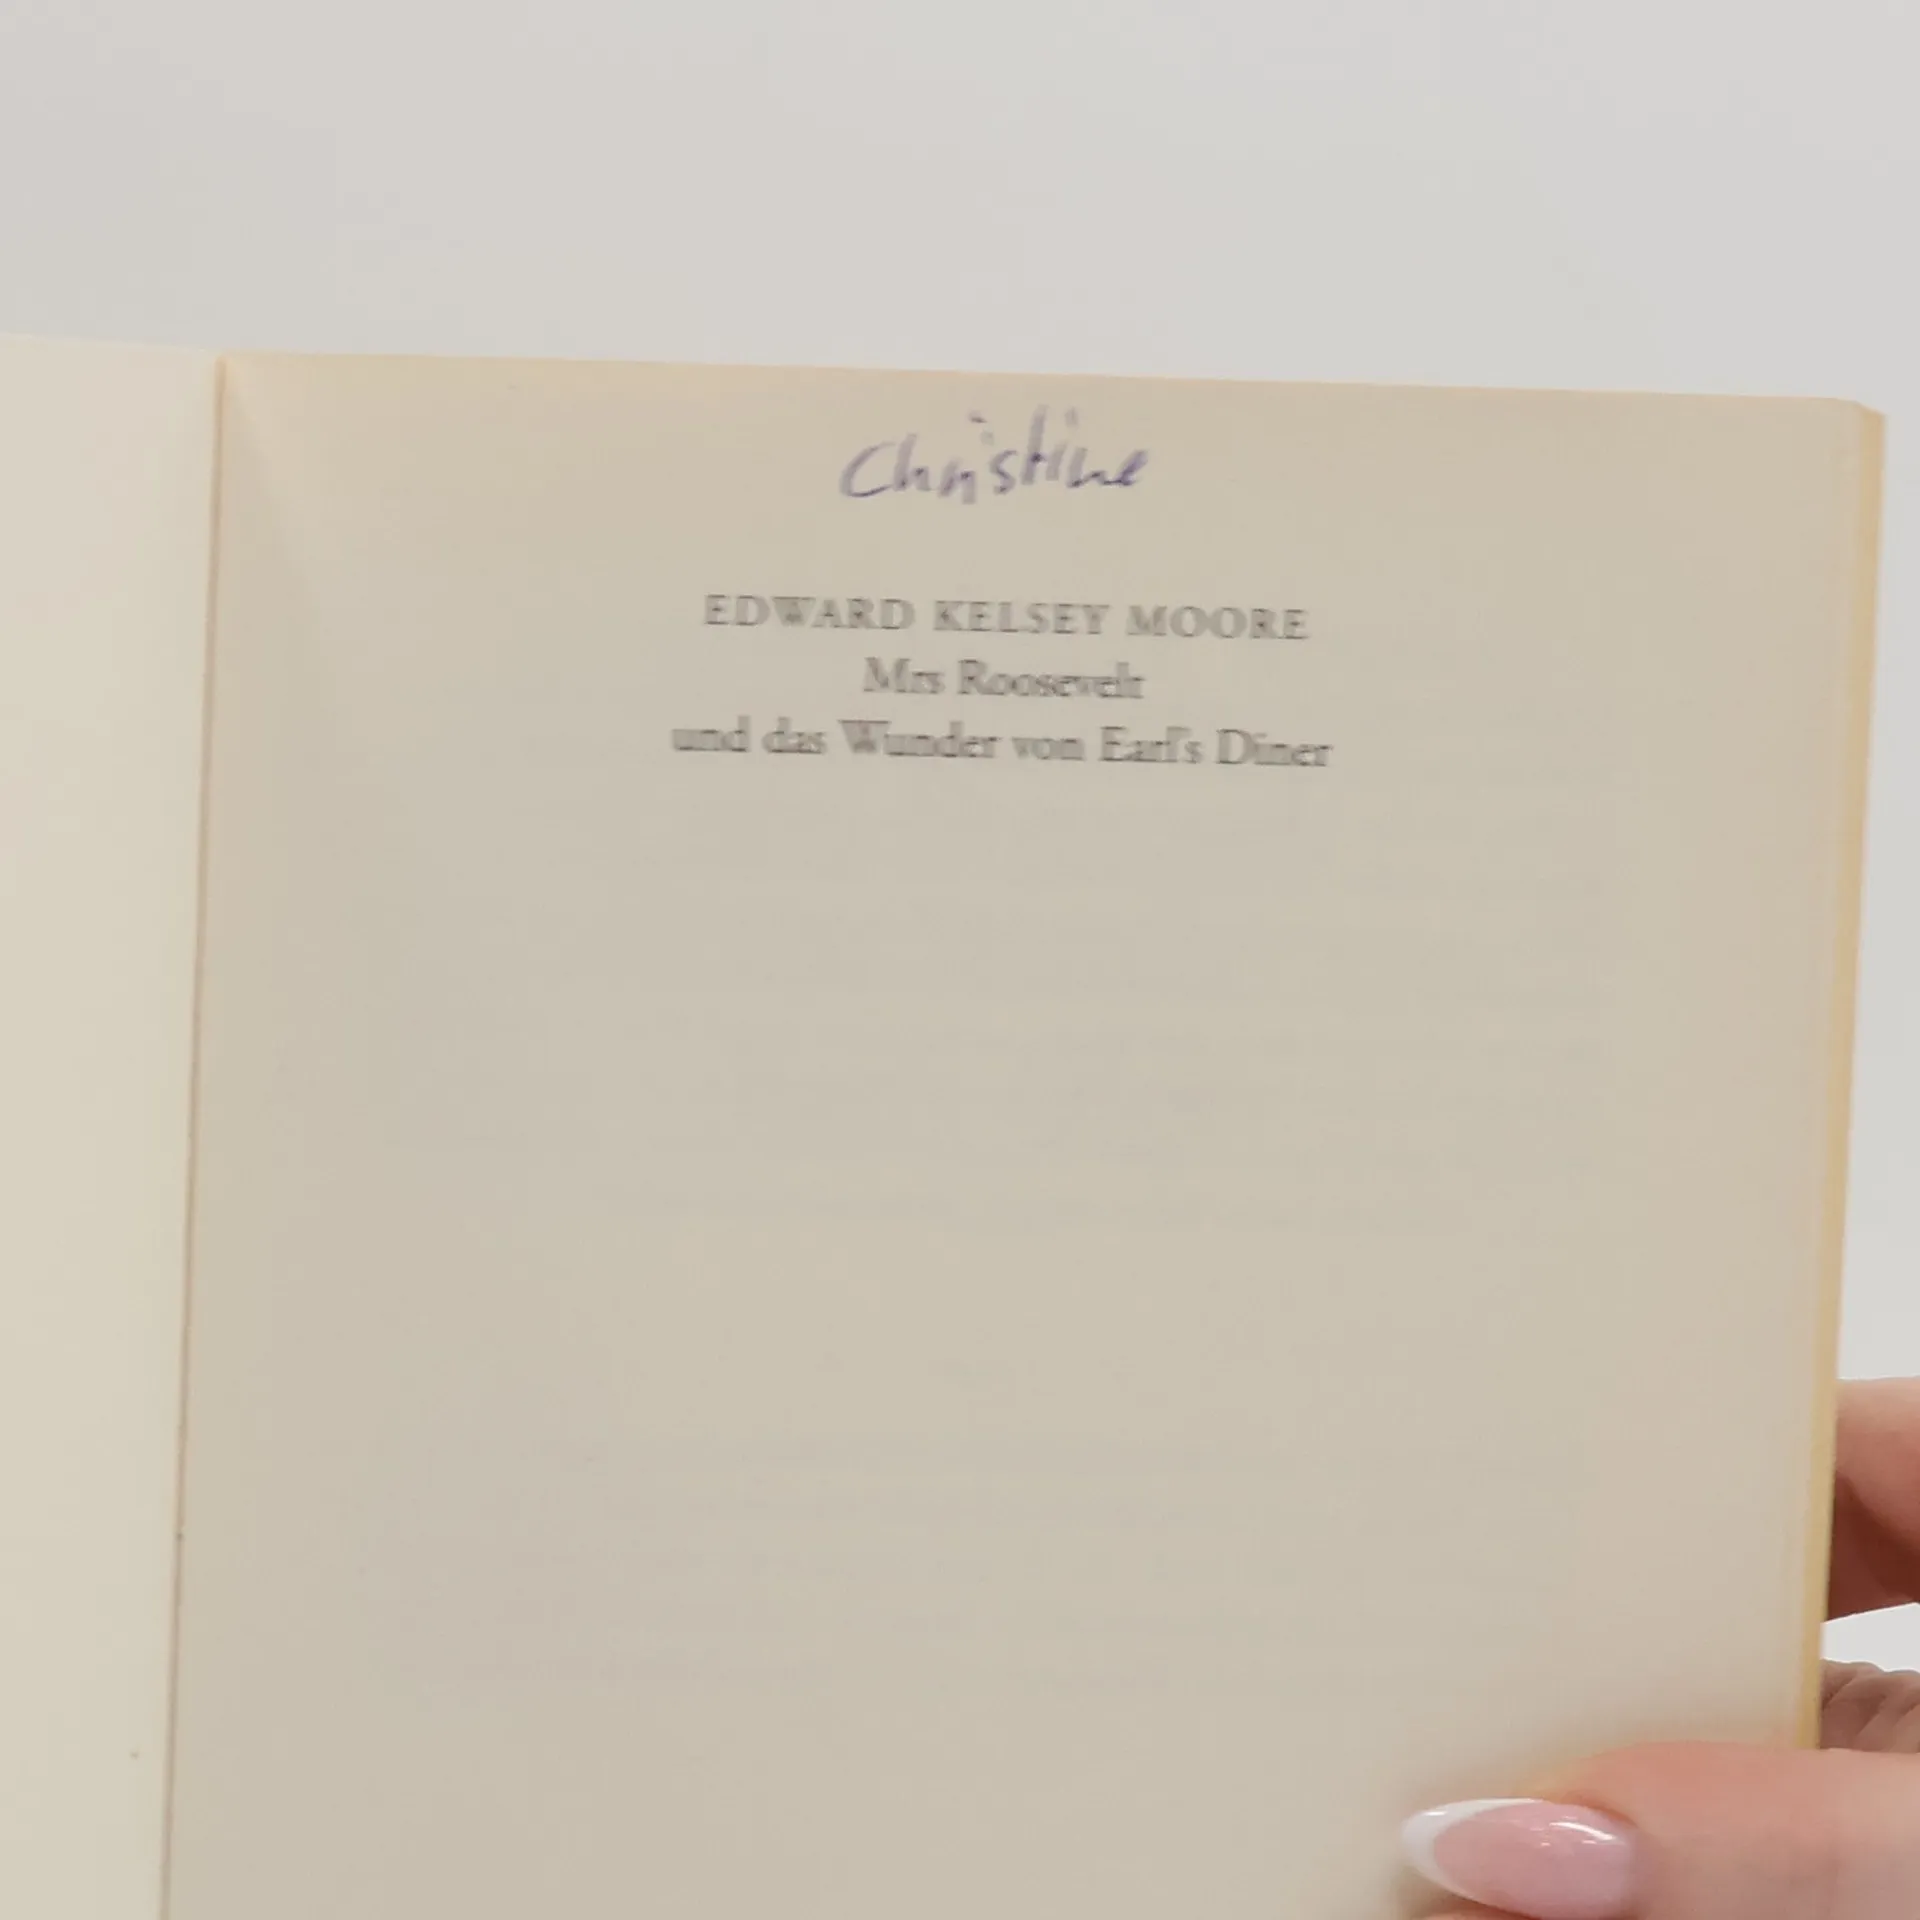 Christine
EDWARD KELSEY MOORE
Mrs Roosevelt
und das Wunder von Earl's Diner